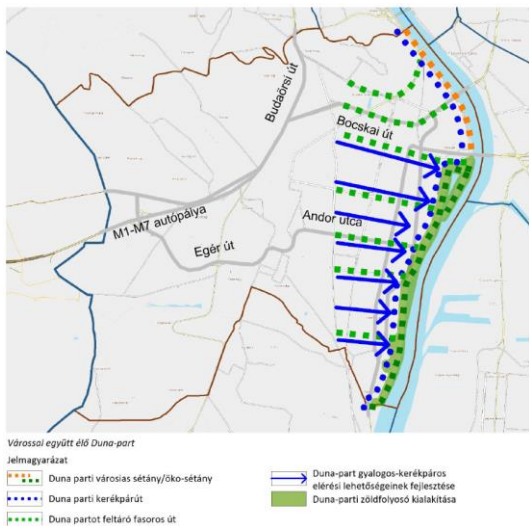 Budaörsi út
Bocskai út
Andor utca
M1-M7 autópálya
Egér út
Várossal együtt élő Duna-part
Jelmagyarázat
Duna parti városias sétány/öko-sétány
Duna parti kerékpárút
Duna partot feltáró fasoros út
Duna-part gyalogos-kerékpáros
elérési lehetőségeinek fejlesztése
Duna-parti zöldfolyosó kialakítása